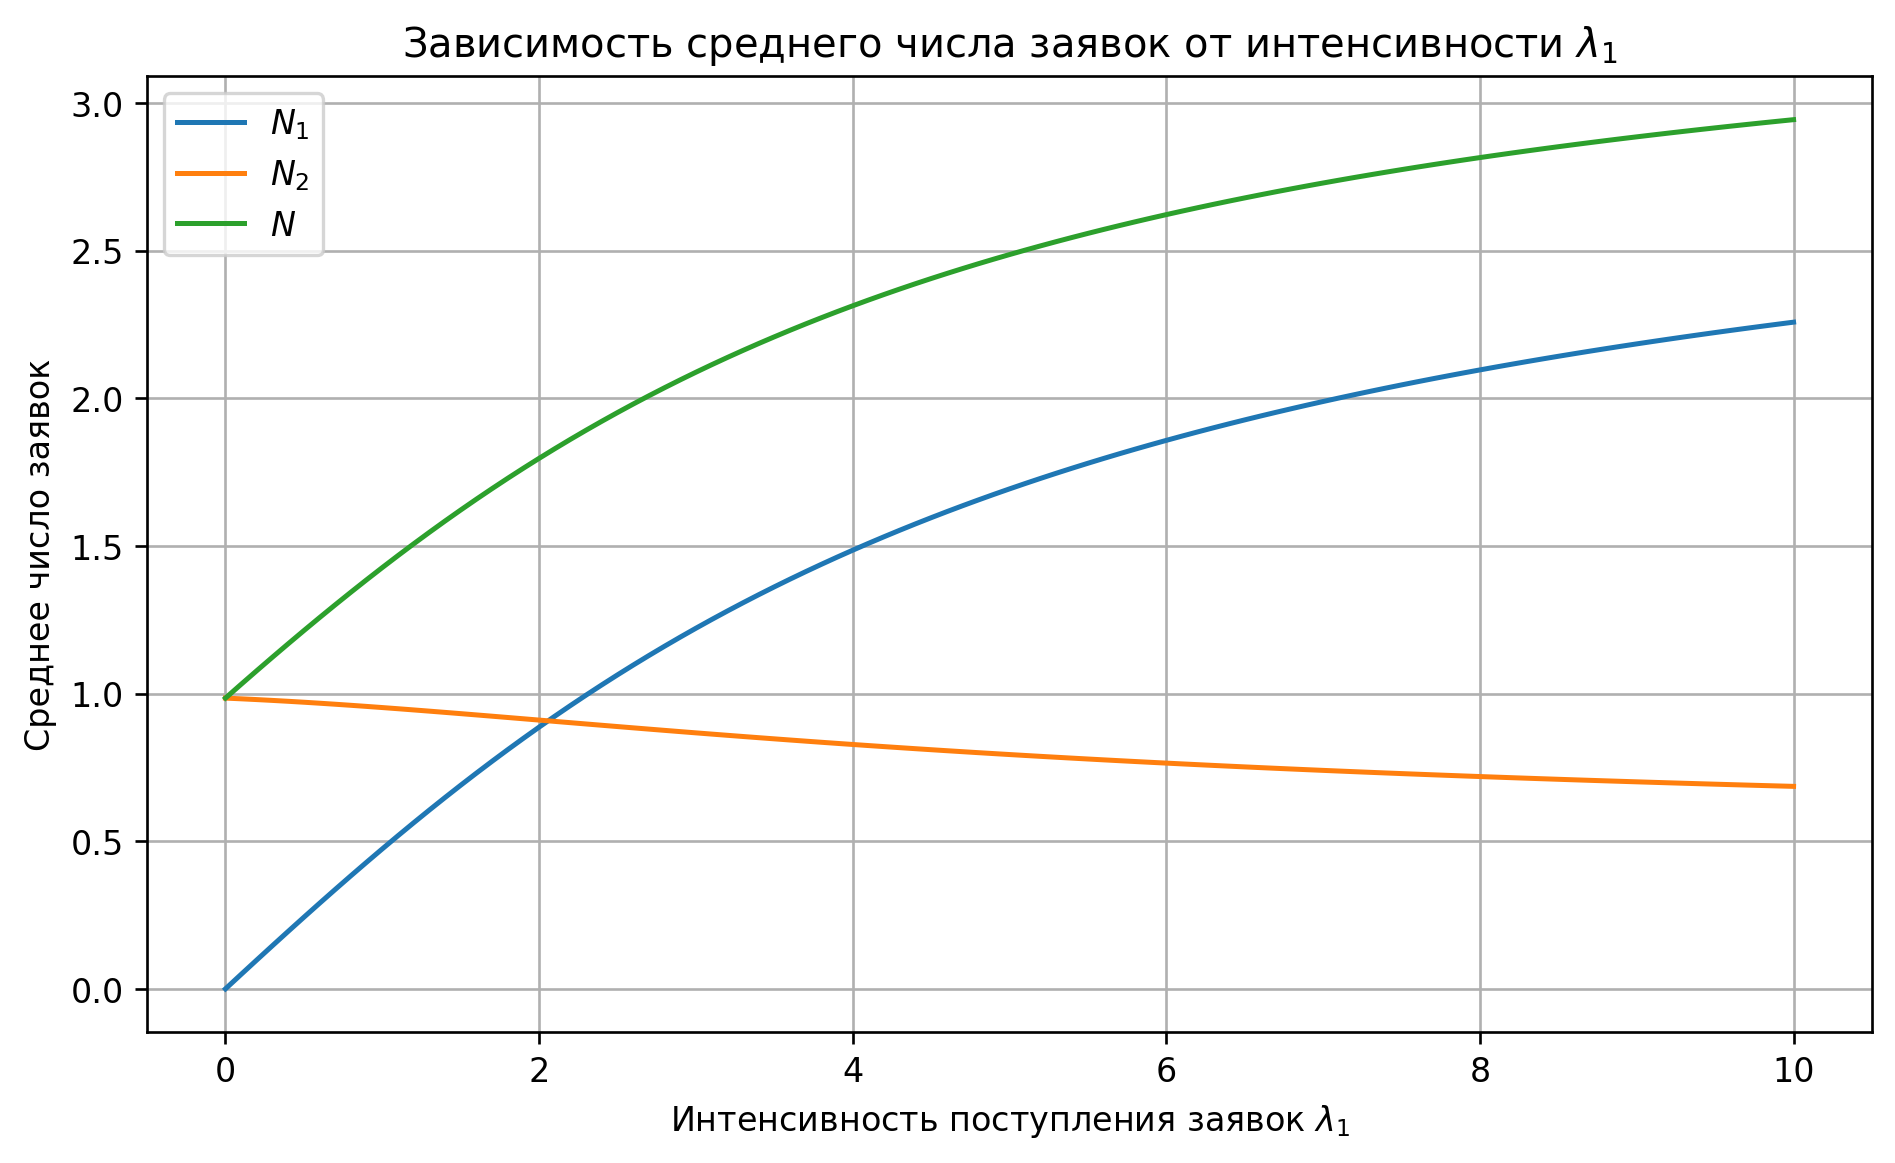 Зависимость среднего числа заявок от интенсивности λ₁
N₁
N₂
N
Среднее число заявок
3.0
2.5
2.0
1.5
1.0
0.5
0.0
0 2 4 6 8 10
Интенсивность поступления заявок λ₁